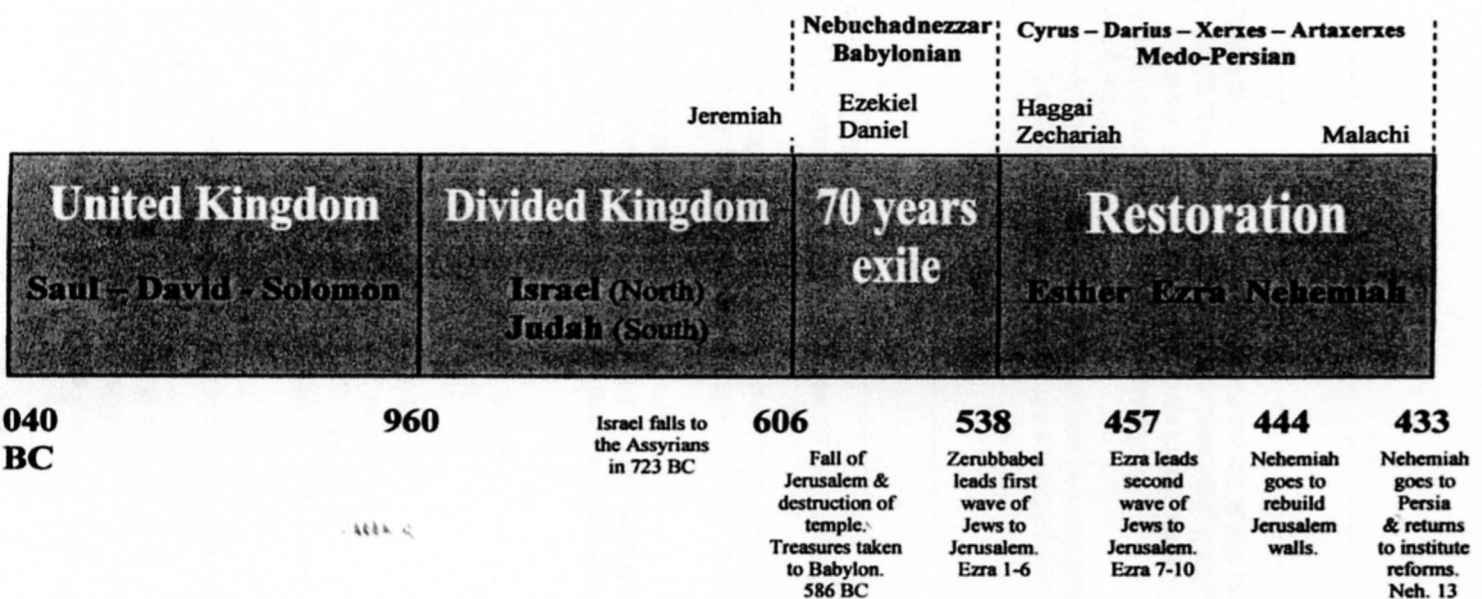 Nebuchadnezzar
Babylonian
Cyrus – Darius – Xerxes – Artaxerxes
Medo-Persian
Jeremiah
Ezekiel
Daniel
Haggai
Zechariah
Malachi
United Kingdom
Saul – David - Solomon
Divided Kingdom
Israel (North)
Judah (South)
70 years
exile
Restoration
Esther Ezra Nehemiah
040
BC
960
Israel falls to
the Assyrians
in 723 BC
606
Fall of
Jerusalem &
destruction of
temple.
Treasures taken
to Babylon.
586 BC
538
Zerubbabel
leads first
wave of
Jews to
Jerusalem.
Ezra 1-6
457
Ezra leads
second
wave of
Jews to
Jerusalem.
Ezra 7-10
444
Nehemiah
goes to
rebuild
Jerusalem
walls.
433
Nehemiah
goes to
Persia
& returns
to institute
reforms.
Neh. 13